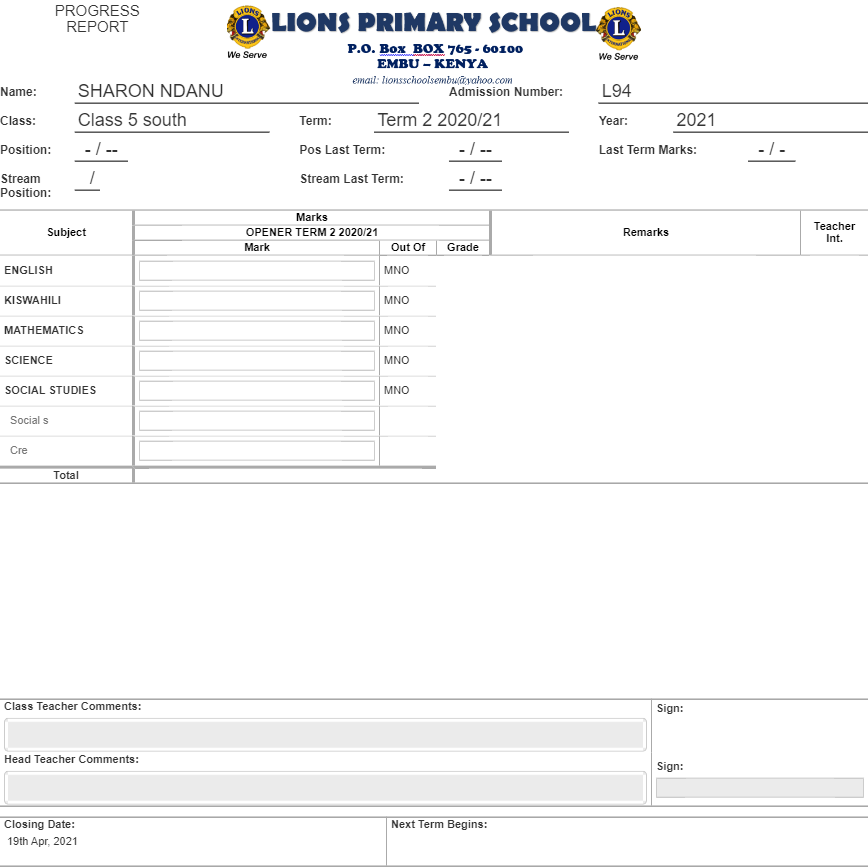 PROGRESS
REPORT
LIONS PRIMARY SCHOOL
P.O. Box BOX 765 - 60100
EMBU – KENYA
email: lionsschoolsembu@yahoo.com
LIONS
L
INTERNATIONAL
We Serve
LIONS
L
INTERNATIONAL
We Serve
Name: SHARON NDANU Admission Number: L94
Class: Class 5 south Term: Term 2 2020/21 Year: 2021
Position: - / -- Pos Last Term: - / -- Last Term Marks: - / -
Stream Position: / Stream Last Term: - / --
Subject Marks Remarks Teacher Int.
OPENER TERM 2 2020/21
Mark Out Of Grade
ENGLISH MNO
KISWAHILI MNO
MATHEMATICS MNO
SCIENCE MNO
SOCIAL STUDIES MNO
Social s
Cre
Total
Class Teacher Comments: Sign:
Head Teacher Comments: Sign:
Closing Date: Next Term Begins:
19th Apr, 2021